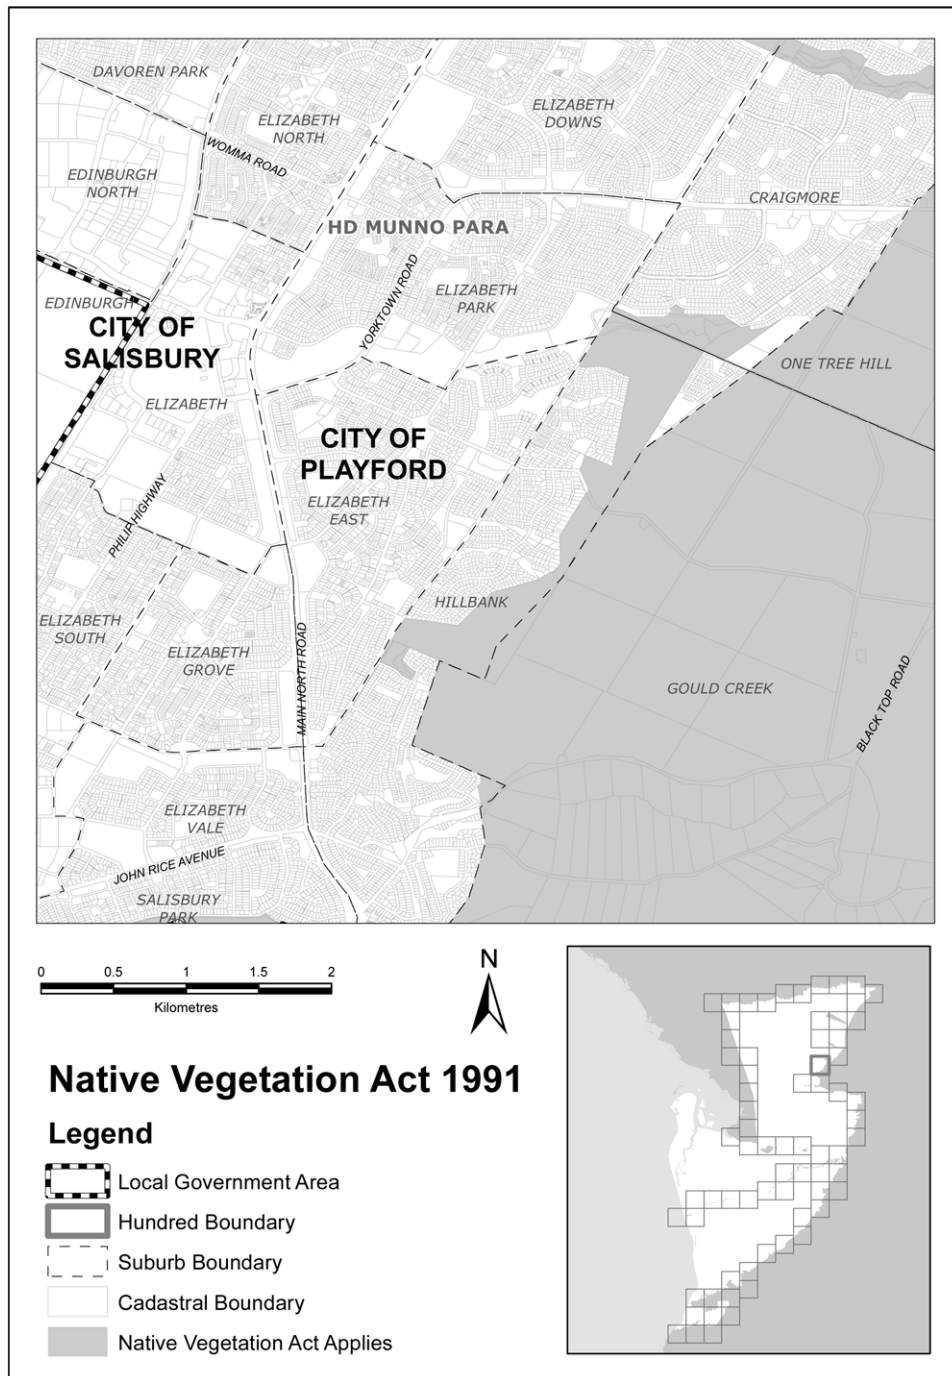 DAVOREN PARK
ELIZABETH
NORTH
ELIZABETH
DOWNS
WOMMA ROAD
EDINBURGH
NORTH
CRAIGMORE
HD MUNNO PARA
EDINBURGH
CITY OF
SALISBURY
YORKTOWN ROAD
ELIZABETH
PARK
ONE TREE HILL
ELIZABETH
CITY OF
PLAYFORD
PHILIP HIGHWAY
ELIZABETH
EAST
HILLBANK
ELIZABETH
SOUTH
ELIZABETH
GROVE
MAIN NORTH ROAD
GOULD CREEK
BLACK TOP ROAD
ELIZABETH
VALE
JOHN RICE AVENUE
SALISBURY
PARK
0 0.5 1 1.5 2
Kilometres
N
Native Vegetation Act 1991
Legend
Local Government Area
Hundred Boundary
Suburb Boundary
Cadastral Boundary
Native Vegetation Act Applies